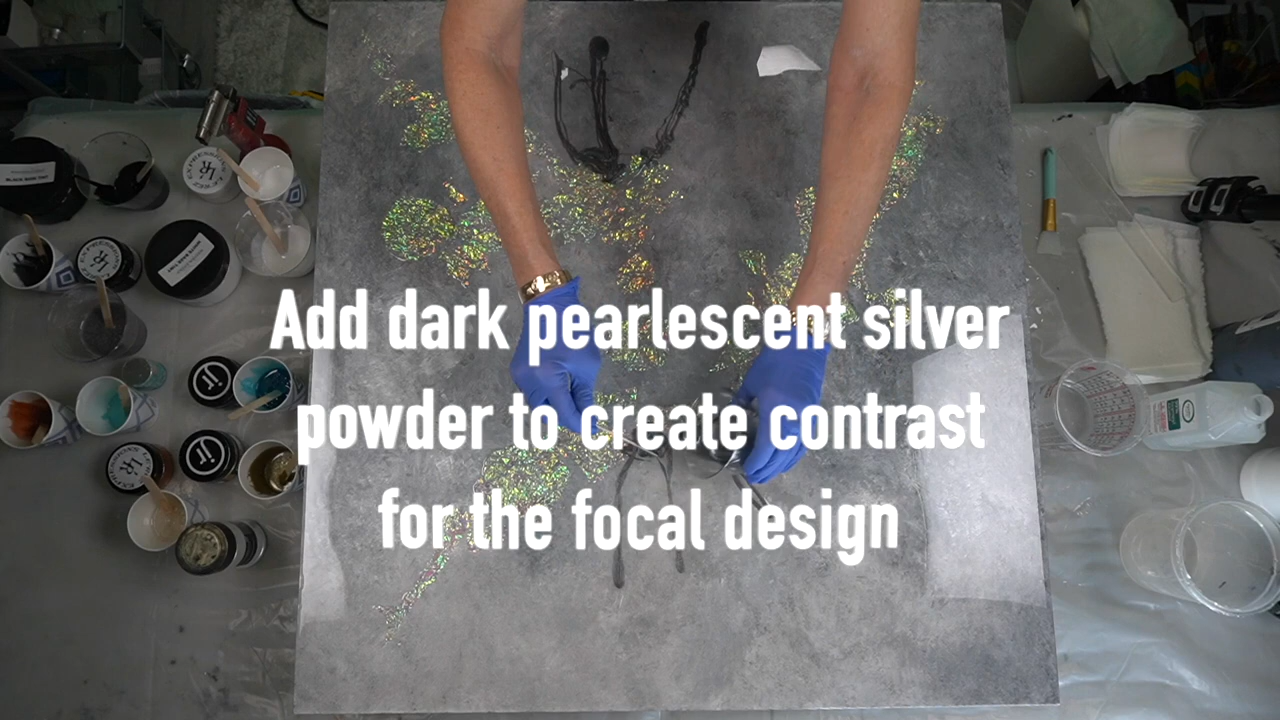 Add dark pearlescent silver
powder to create contrast
for the focal design